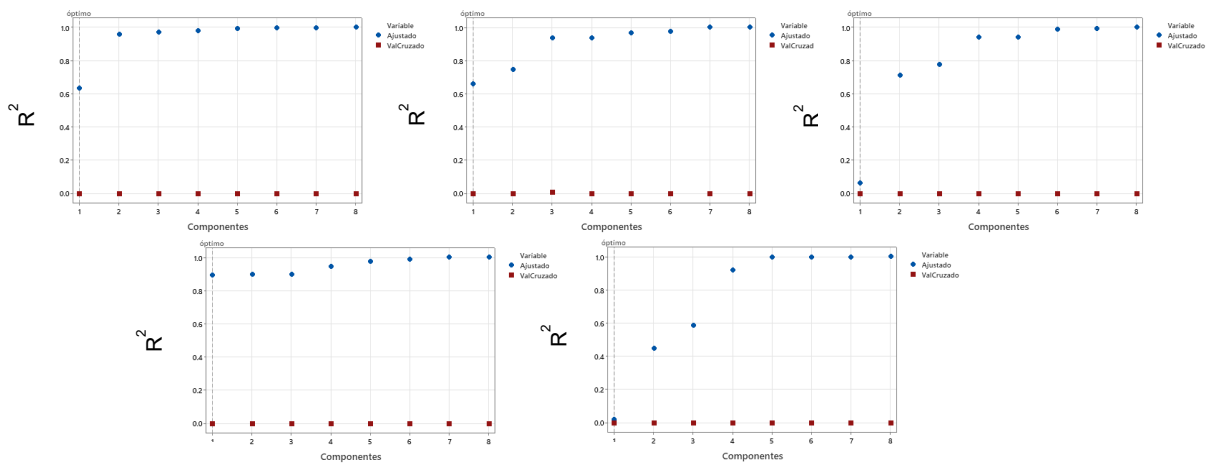 óptimo
Variable
Ajustado
ValCruzado
1.0
0.8
0.6
0.4
0.2
0.0
R²
1 2 3 4 5 6 7 8
Componentes
óptimo
Variable
Ajustado
ValCruzad
1.0
0.8
0.6
0.4
0.2
0.0
R²
1 2 3 4 5 6 7 8
Componentes
óptimo
Variable
Ajustado
ValCruzado
1.0
0.8
0.6
0.4
0.2
0.0
R²
1 2 3 4 5 6 7 8
Componentes
óptimo
Variable
Ajustado
ValCruzado
1.0
0.8
0.6
0.4
0.2
0.0
R²
2 3 4 5 6 7 8
Componentes
óptimo
Variable
Ajustado
ValCruzado
1.0
0.8
0.6
0.4
0.2
0.0
R²
1 2 3 4 5 6 7 8
Componentes